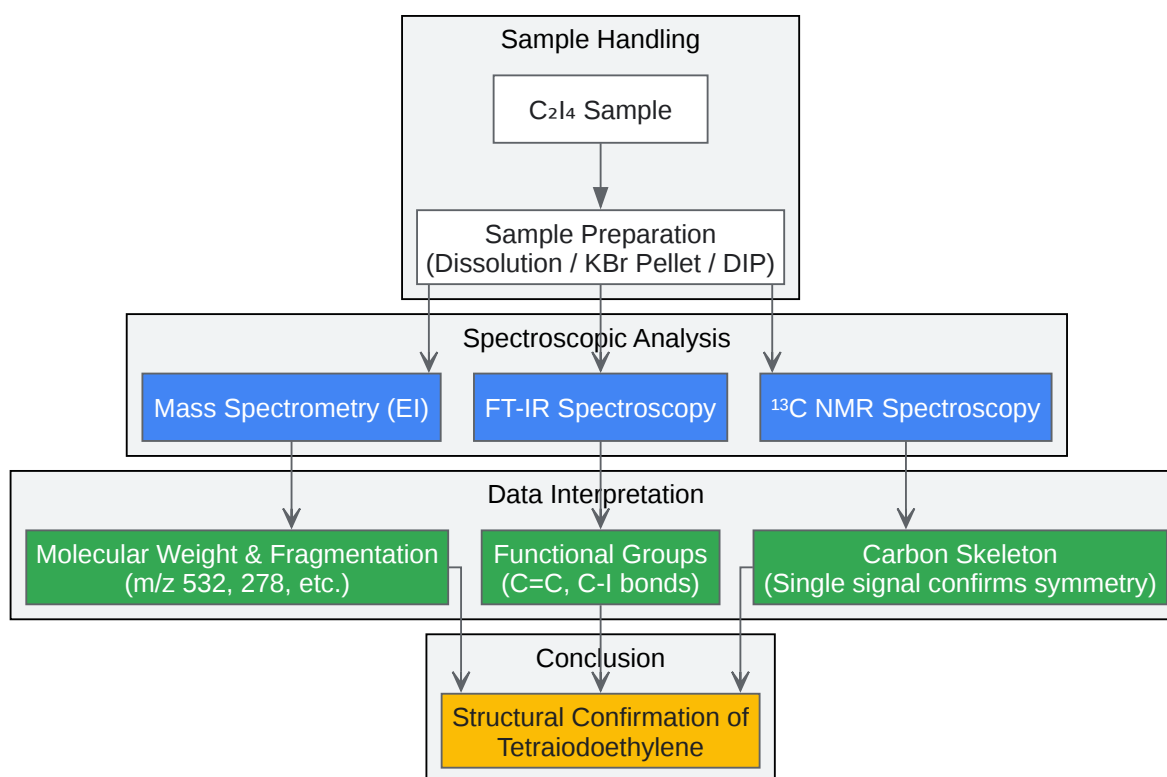 Sample Handling
C₂I₄ Sample
Sample Preparation
(Dissolution / KBr Pellet / DIP)
Spectroscopic Analysis
Mass Spectrometry (EI)
FT-IR Spectroscopy
¹³C NMR Spectroscopy
Data Interpretation
Molecular Weight & Fragmentation
(m/z 532, 278, etc.)
Functional Groups
(C=C, C-I bonds)
Carbon Skeleton
(Single signal confirms symmetry)
Conclusion
Structural Confirmation of
Tetraiodoethylene